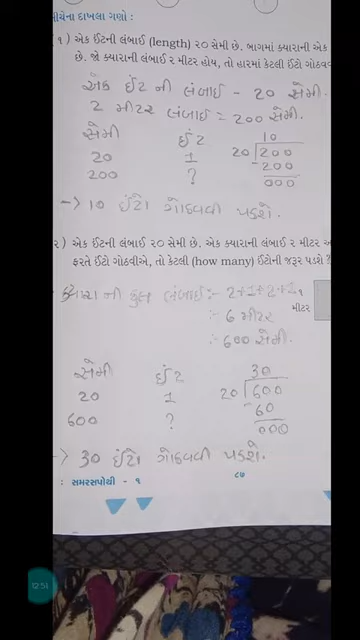 નીચેના દાખલા ગણો :
૧) એક ઈંટની લંબાઈ (length) ૨૦ સેમી છે. બાગમાં ક્યારાની એક
છે. જો ક્યારાની લંબાઈ ૨ મીટર હોય, તો હારમાં કેટલી ઈંટો ગોઠવવ
એક ઈંટ ની લંબાઈ - 20 સેમી.
2 મીટર લંબાઈ = 200 સેમી.
સેમી ઈંટ 10
20 1 20 200
200 ? - 200
000
-> 10 ઈંટો ગોઠવવી પડશે.
૨) એક ઈંટની લંબાઈ ૨૦ સેમી છે. એક ક્યારાની લંબાઈ ૨ મીટર અ
ફરતે ઈંટો ગોઠવીએ, તો કેટલી (how many) ઈંટોની જરૂર પડશે ?
ક્યારા ની કુલ લંબાઈ :- 2+1+2+1 ૧
:- 6 મીટર મીટર
:- 600 સેમી.
સેમી ઈંટ 30
20 1 20 600
600 ? - 60
000
-> 30 ઈંટો ગોઠવવી પડશે.
: સમરસપોથી - ૧ ૮૭
12:51